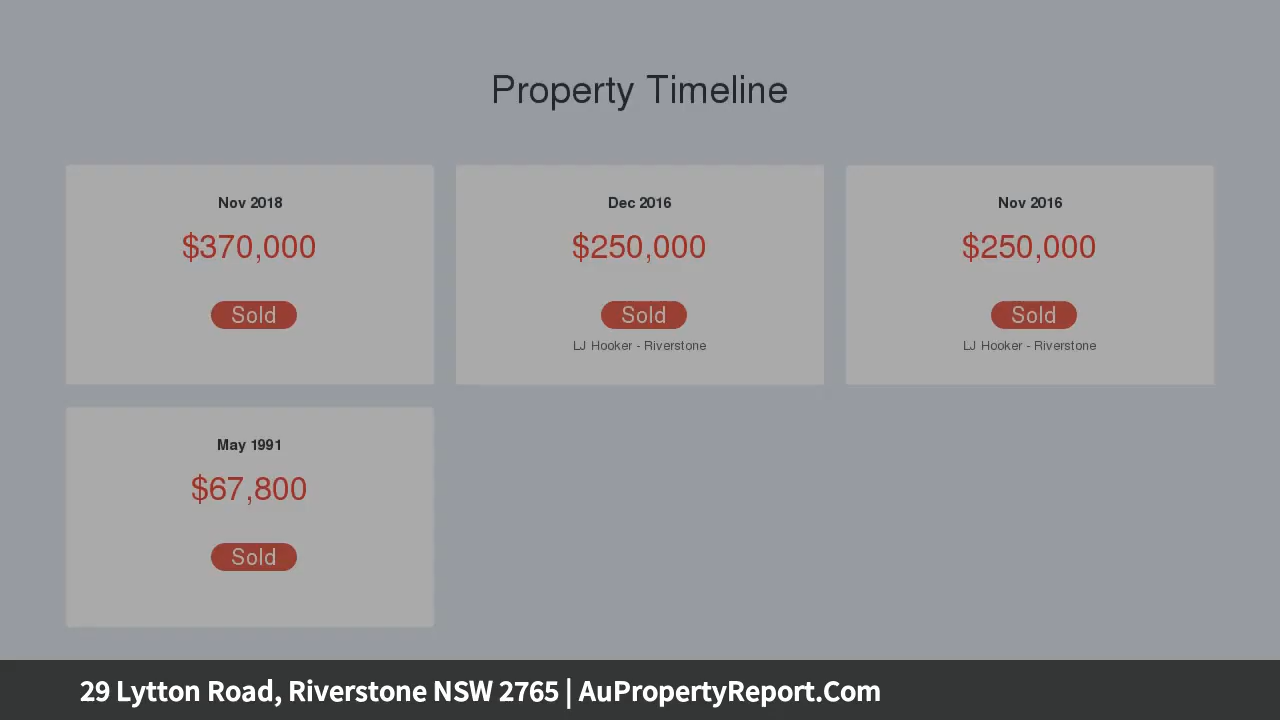 Property Timeline
Nov 2018
$370,000
Sold
Dec 2016
$250,000
Sold
LJ Hooker - Riverstone
Nov 2016
$250,000
Sold
LJ Hooker - Riverstone
May 1991
$67,800
Sold
29 Lytton Road, Riverstone NSW 2765 | AuPropertyReport.Com